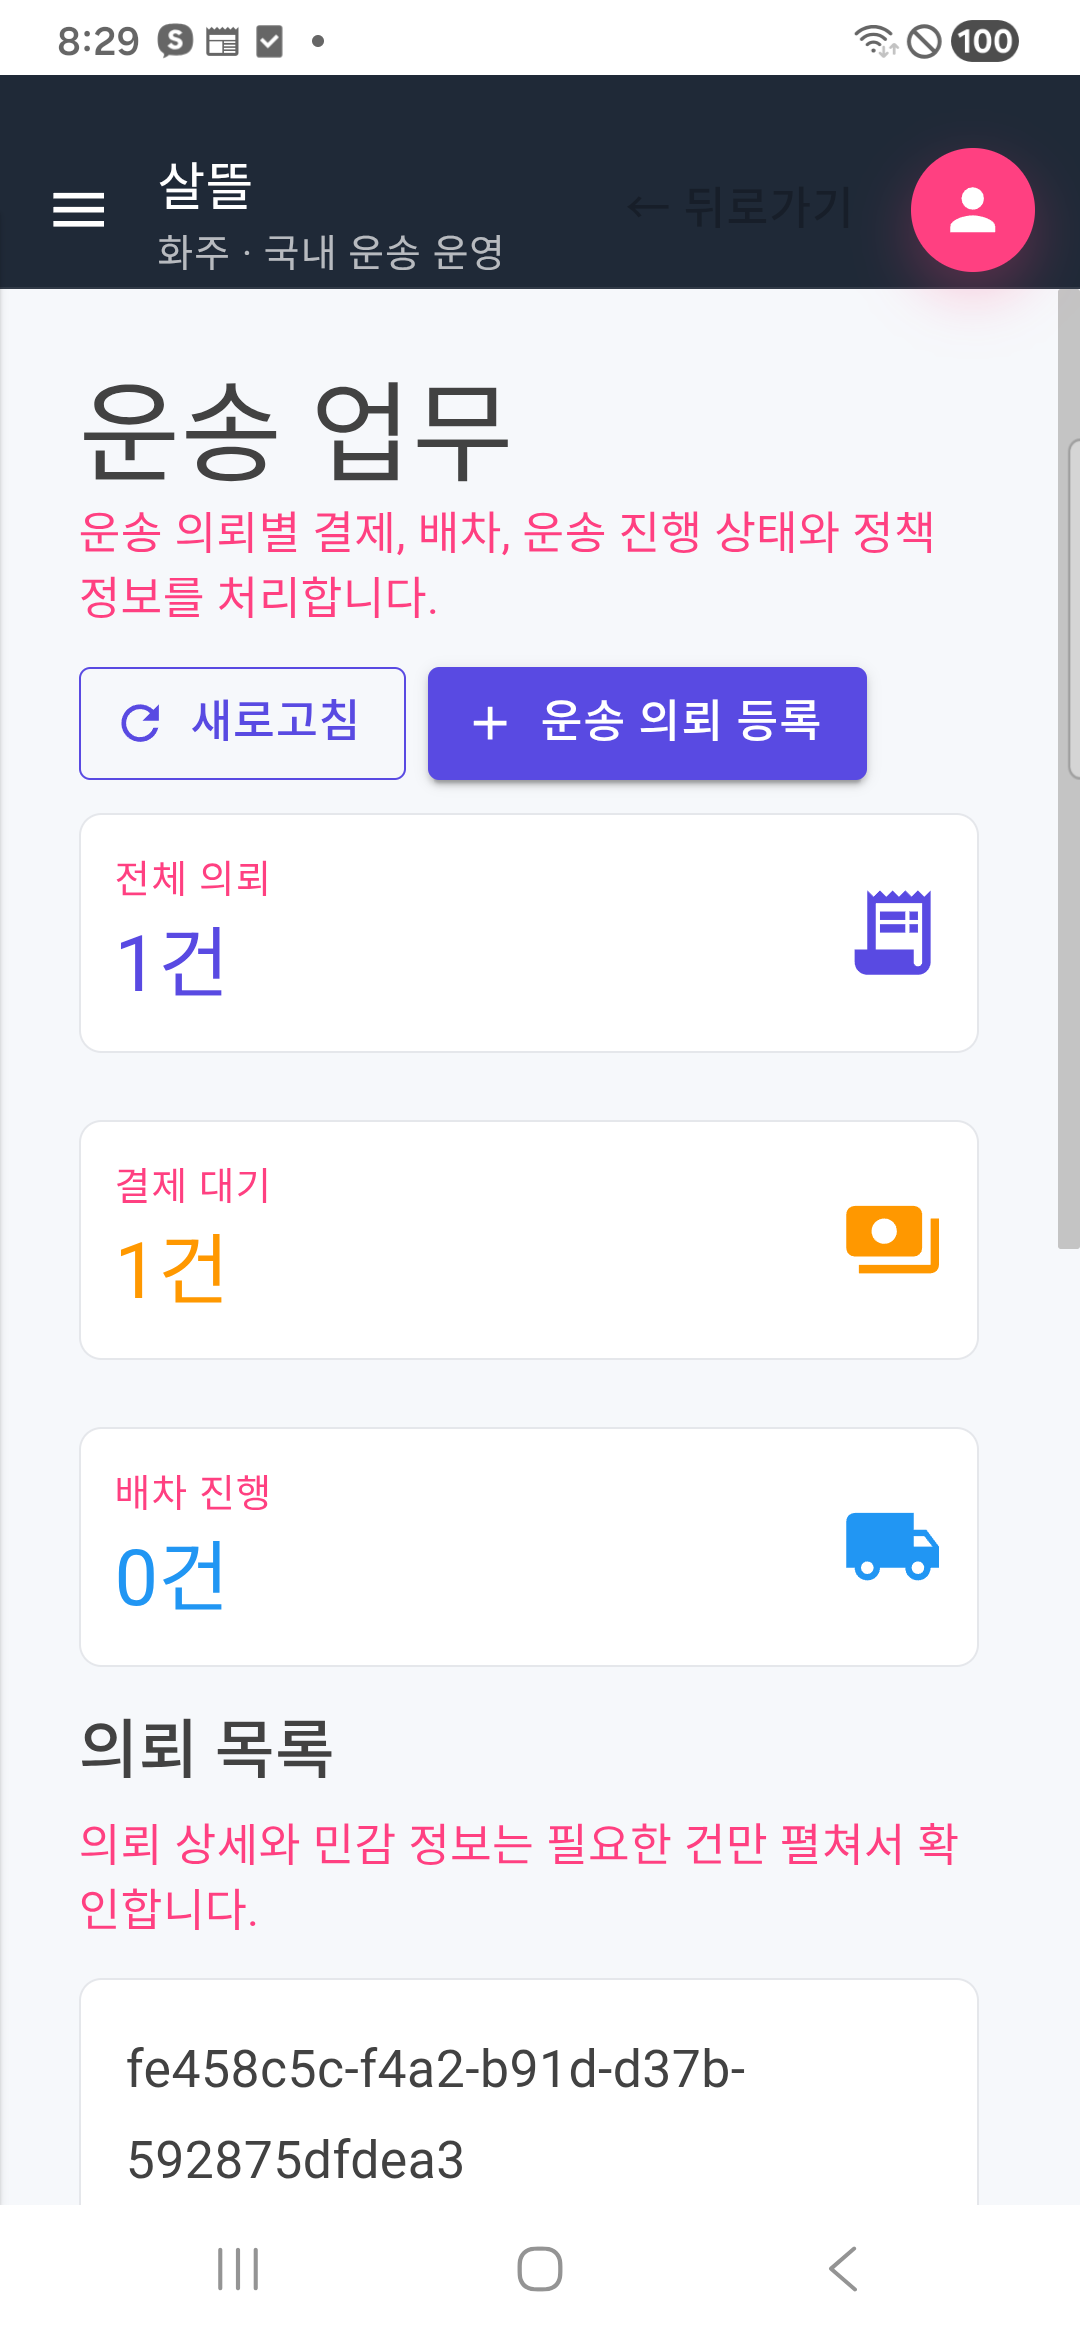 8:29
100
살뜰
화주 · 국내 운송 운영
← 뒤로가기
운송 업무
운송 의뢰별 결제, 배차, 운송 진행 상태와 정책
정보를 처리합니다.
새로고침
+ 운송 의뢰 등록
전체 의뢰
1건
결제 대기
1건
배차 진행
0건
의뢰 목록
의뢰 상세와 민감 정보는 필요한 건만 펼쳐서 확
인합니다.
fe458c5c-f4a2-b91d-d37b-
592875dfdea3